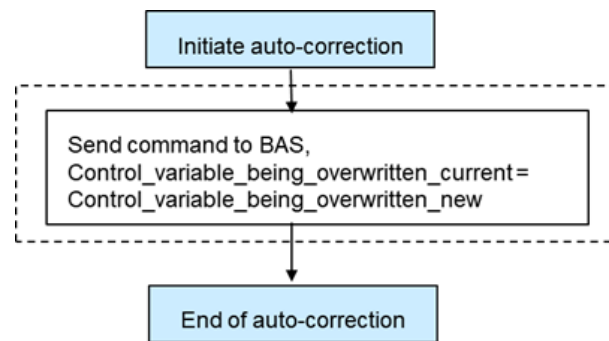 Initiate auto-correction
Send command to BAS,
Control_variable_being_overwritten_current=
Control_variable_being_overwritten_new
End of auto-correction